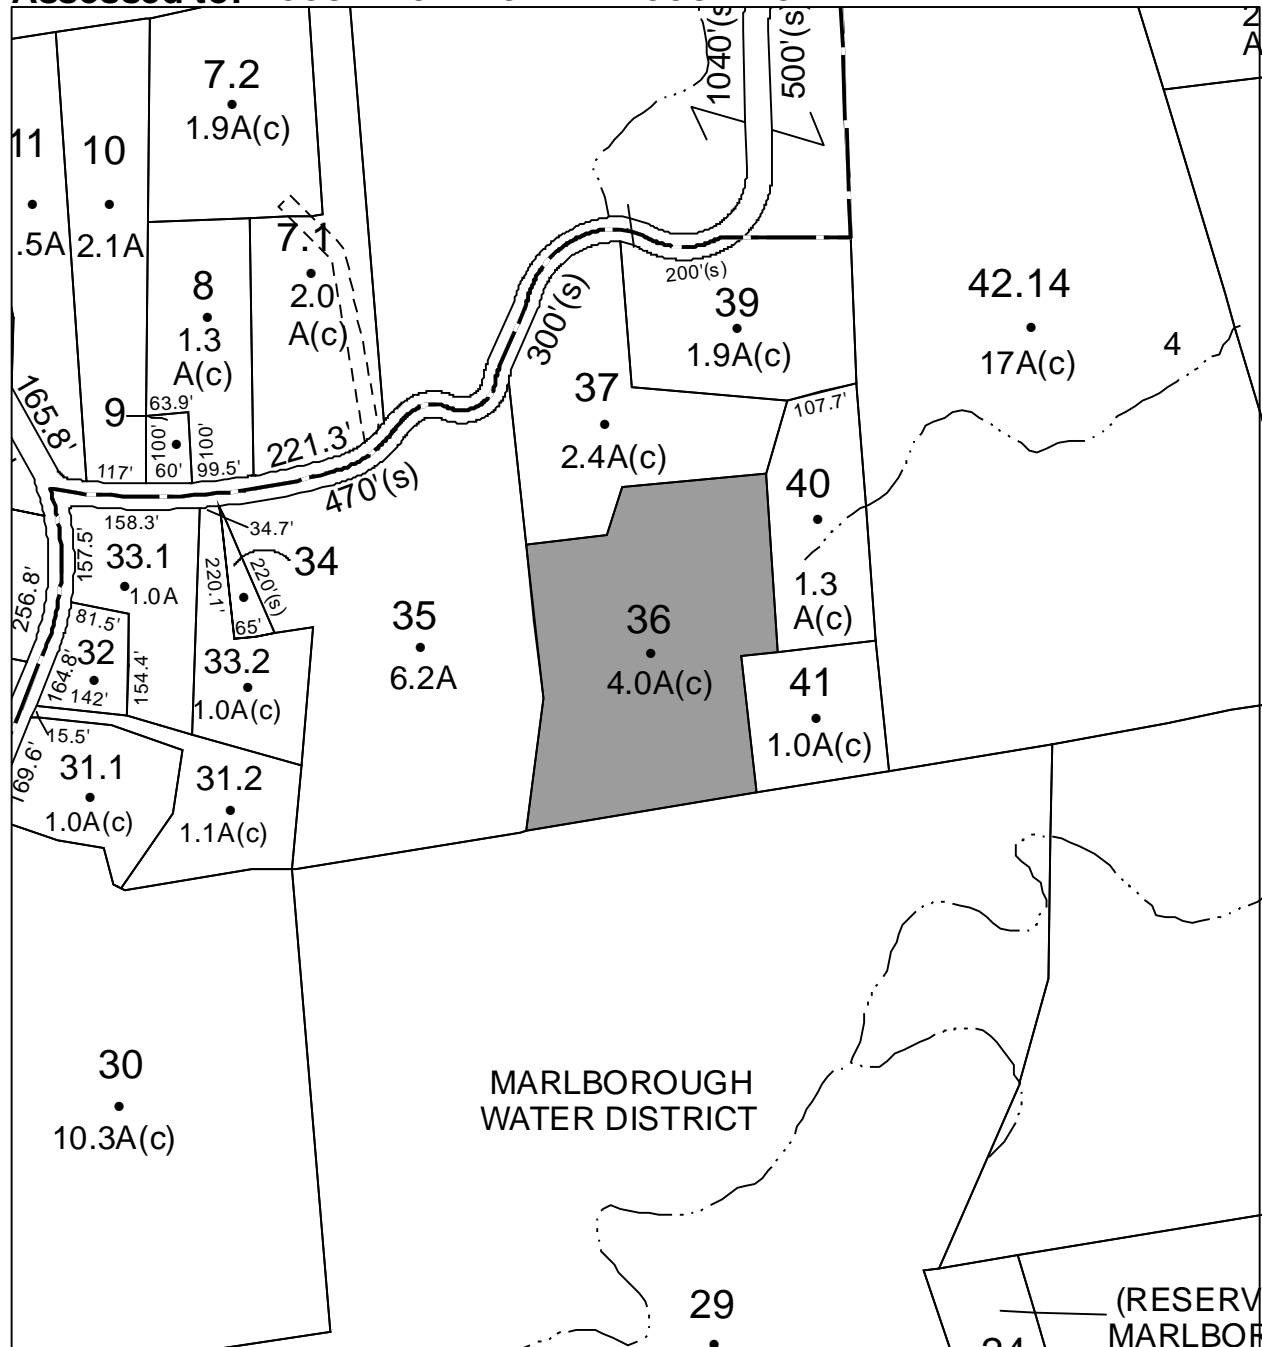 Assessed to:
7.2
1.9A(c)
1040'(s)
500'(s)
2
A
11
10
.5A
2.1A
7.1
2.0
A(c)
8
1.3
A(c)
200'(s)
39
1.9A(c)
42.14
17A(c)
4
300'(s)
37
2.4A(c)
107.7'
165.8'
9
63.9'
100'
100'
117'
60'
99.5'
221.3'
470'(s)
40
1.3
A(c)
158.3'
34.7'
157.5'
33.1
1.0A
220.1'
220'(s)
34
65'
256.8'
81.5'
32
164.8'
142'
154.4'
33.2
1.0A(c)
35
6.2A
36
4.0A(c)
41
1.0A(c)
15.5'
169.6'
31.1
1.0A(c)
31.2
1.1A(c)
30
10.3A(c)
MARLBOROUGH
WATER DISTRICT
29
(RESERV
MARLBOR